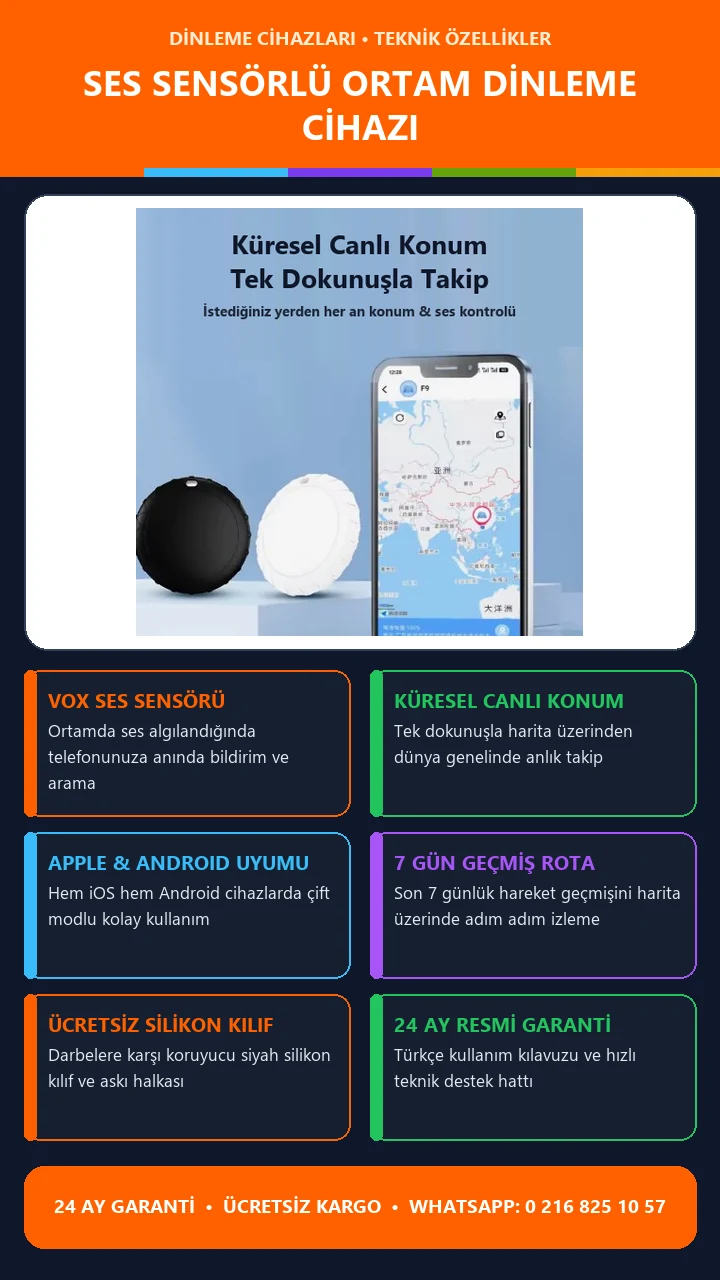 DİNLEME CİHAZLARI • TEKNİK ÖZELLİKLER
SES SENSÖRLÜ ORTAM DİNLEME
CİHAZI
Küresel Canlı Konum
Tek Dokunuşla Takip
İstediğiniz yerden her an konum & ses kontrolü
12:28
F9
亚洲
大洋洲
VOX SES SENSÖRÜ
Ortamda ses algılandığında
telefonunuza anında bildirim ve
arama
KÜRESEL CANLI KONUM
Tek dokunuşla harita üzerinden
dünya genelinde anlık takip
APPLE & ANDROID UYUMU
Hem iOS hem Android cihazlarda çift
modlu kolay kullanım
7 GÜN GEÇMİŞ ROTA
Son 7 günlük hareket geçmişini harita
üzerinde adım adım izleme
ÜCRETSİZ SİLİKON KILIF
Darbelere karşı koruyucu siyah silikon
kılıf ve askı halkası
24 AY RESMİ GARANTİ
Türkçe kullanım kılavuzu ve hızlı
teknik destek hattı
24 AY GARANTİ • ÜCRETSİZ KARGO • WHATSAPP: 0 216 825 10 57